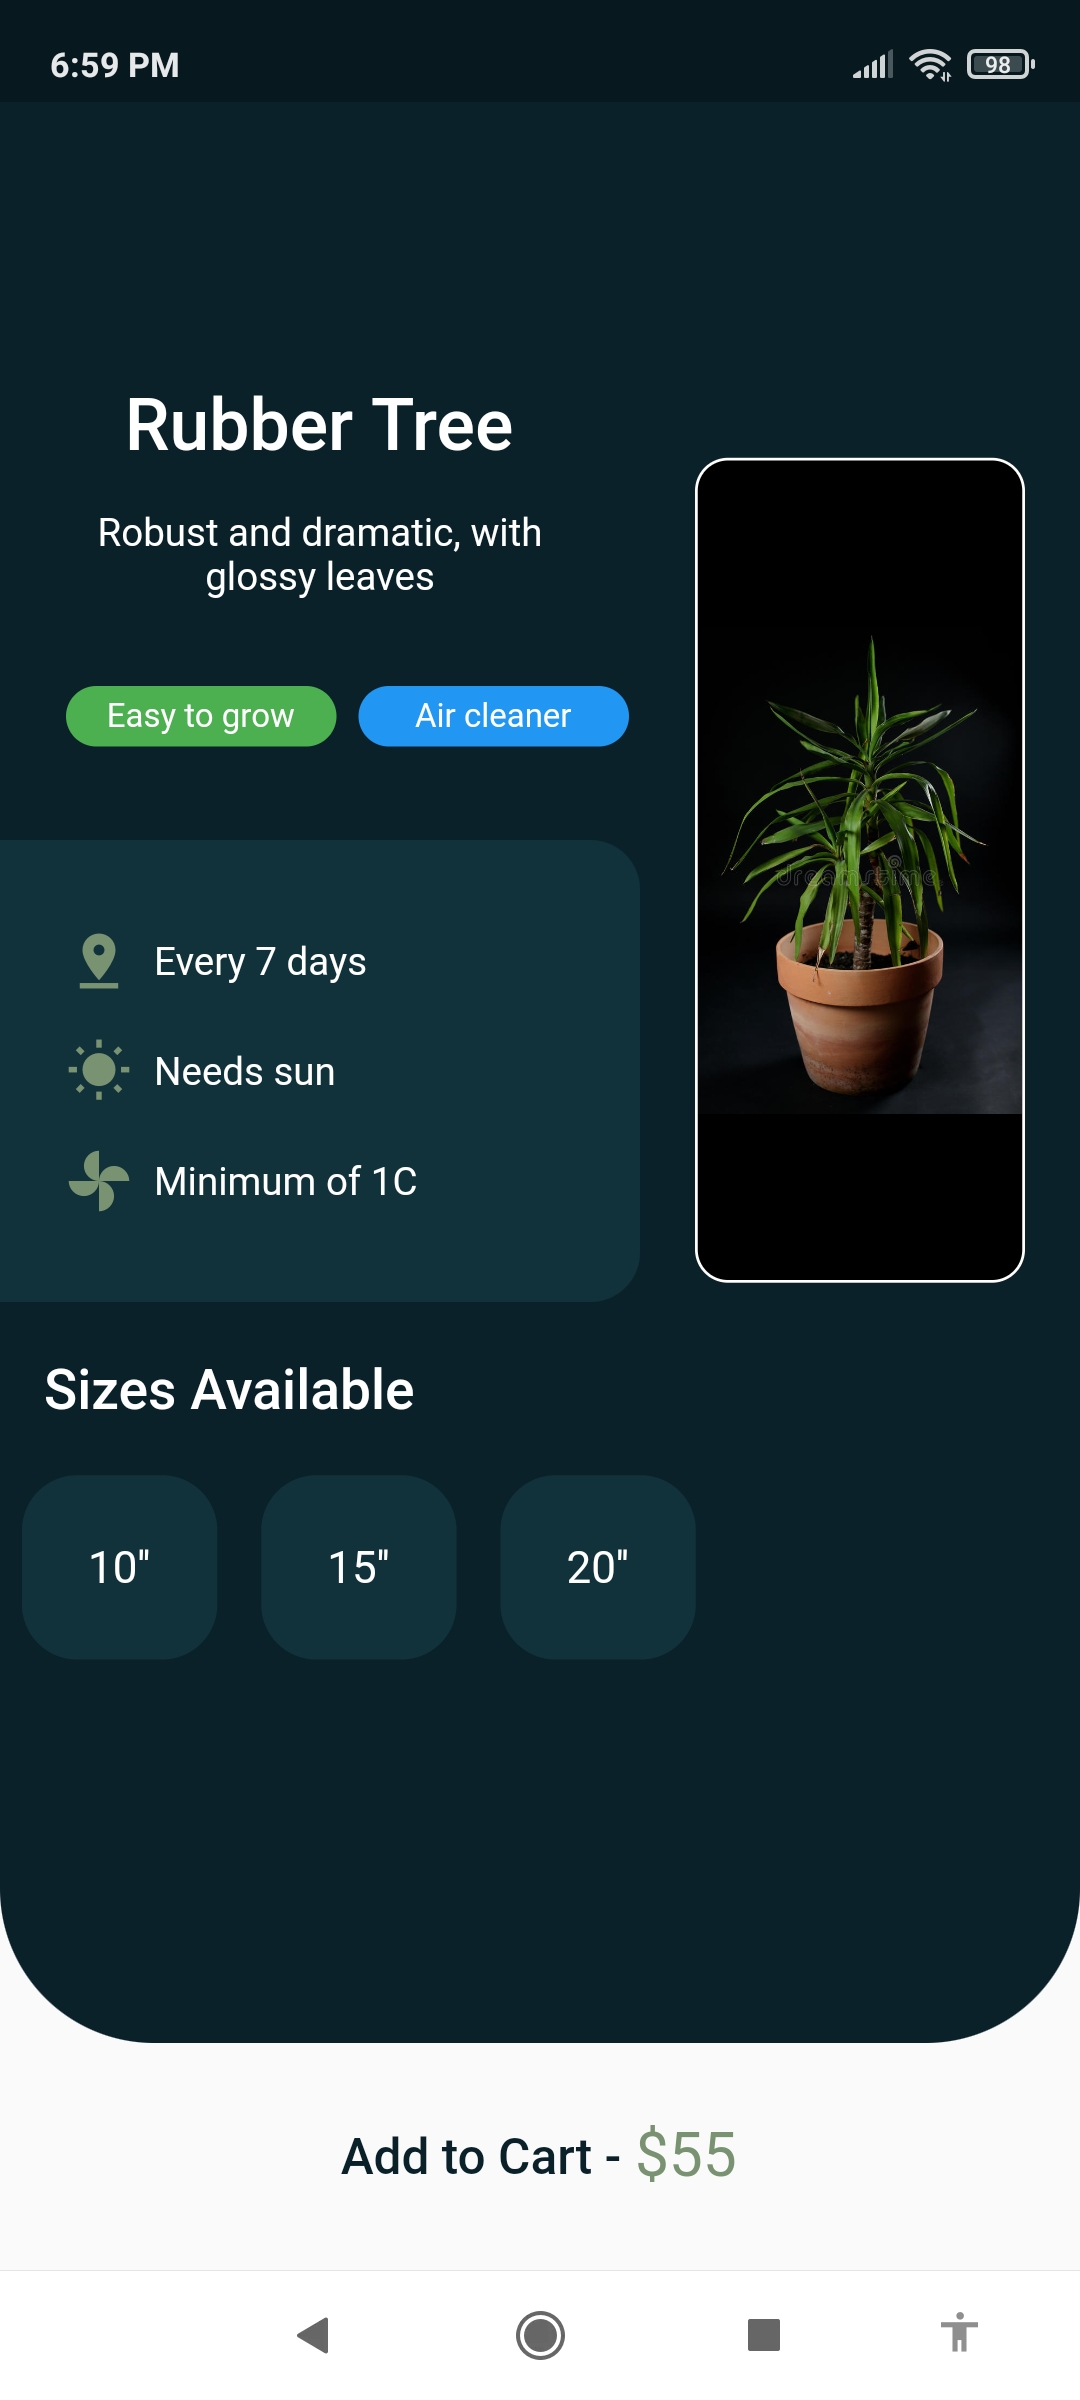 6:59 PM
98
Rubber Tree
Robust and dramatic, with
glossy leaves
Easy to grow
Air cleaner
dreamstime
Every 7 days
Needs sun
Minimum of 1C
Sizes Available
10"
15"
20"
Add to Cart - $55